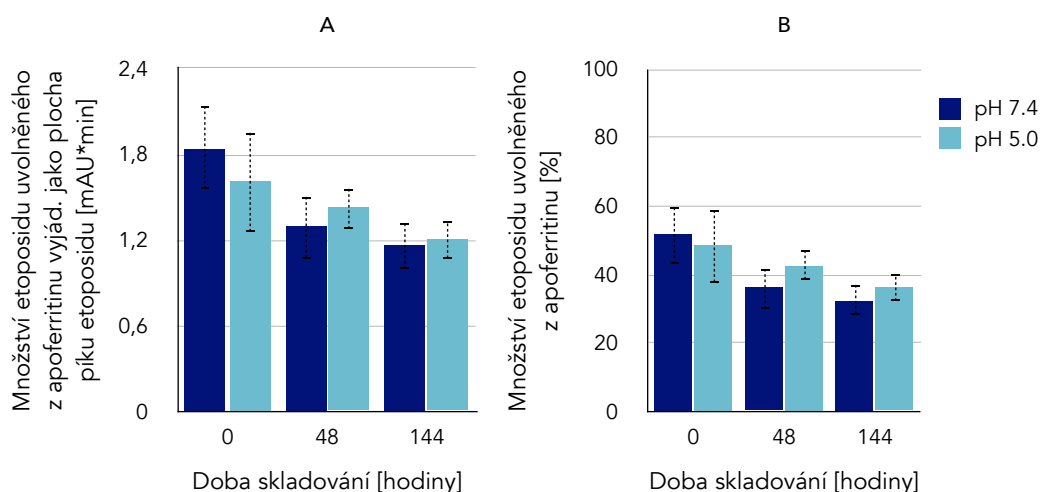 A
Množství etoposidu uvolněného
z apoferritinu vyjád. jako plocha
píku etoposidu [mAU*min]
2,4
1.8
1,2
0,6
0
0 48 144
Doba skladování [hodiny]
B
Množství etoposidu uvolněného
z apoferritinu [%]
100
80
60
40
20
0
0 48 144
Doba skladování [hodiny]
pH 7.4
pH 5.0